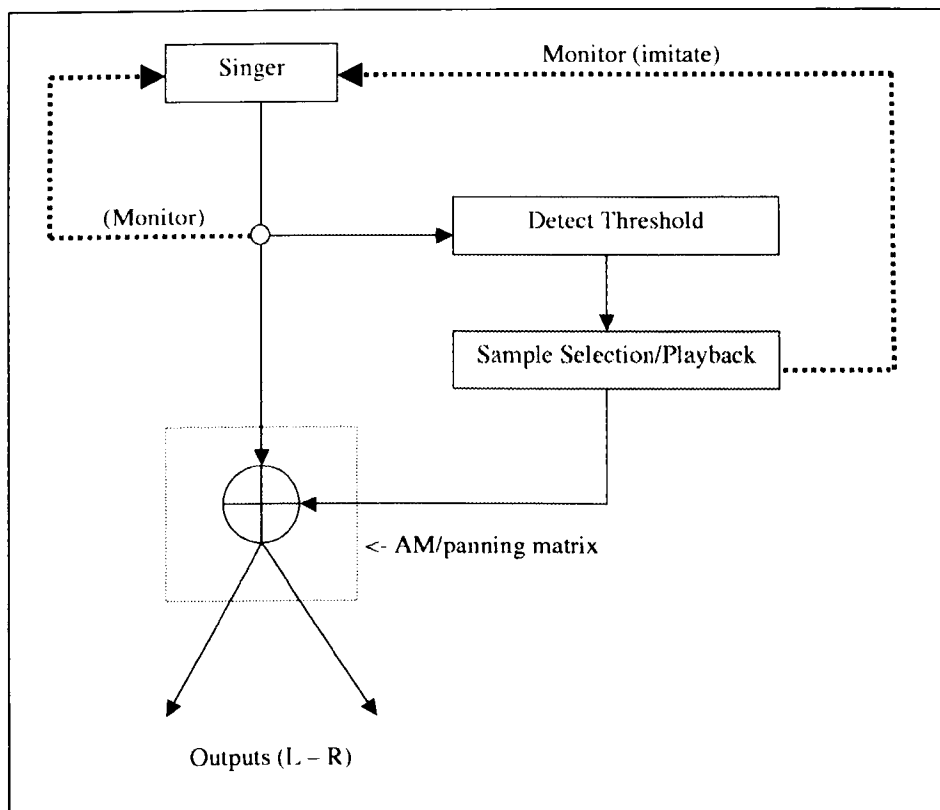 Singer
Monitor (imitate)
(Monitor)
Detect Threshold
Sample Selection/Playback
<- AM/panning matrix
Outputs (L – R)